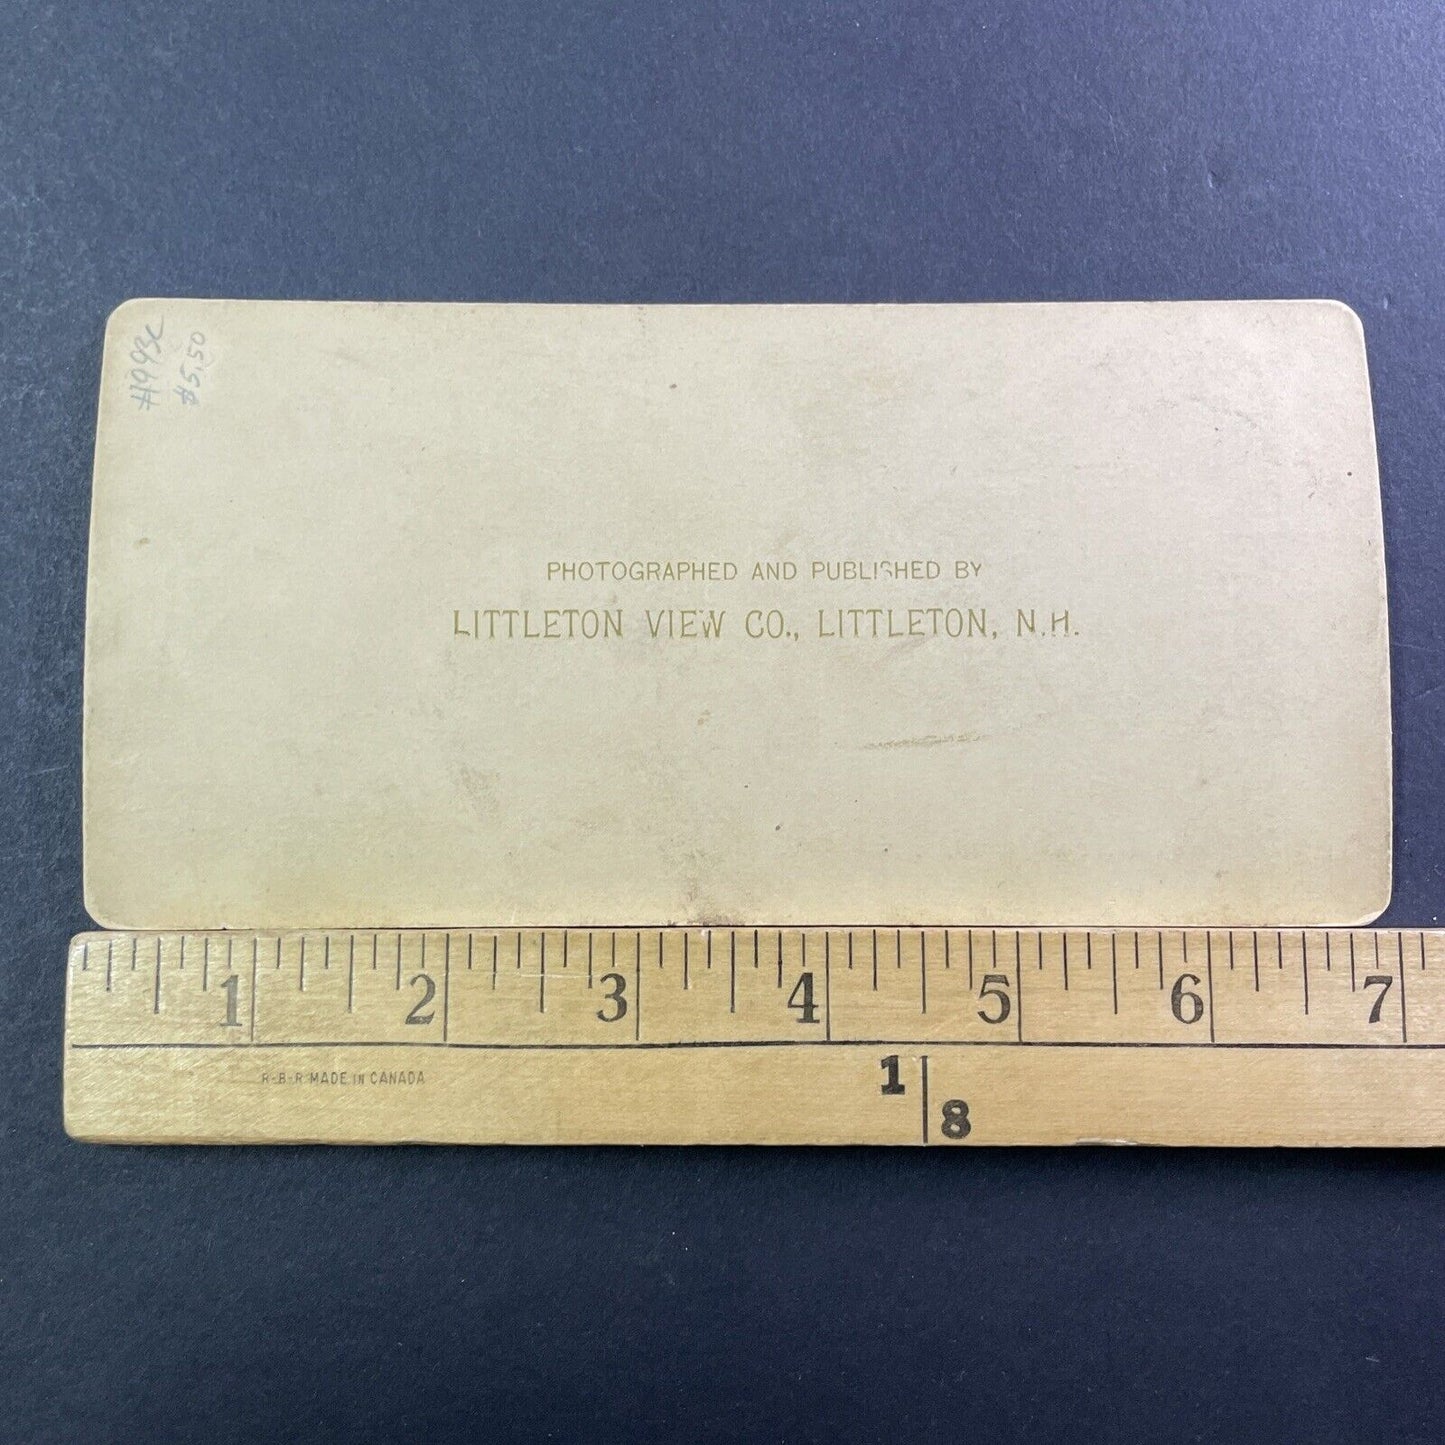 $5.50
PHOTOGRAPHED AND PUBLISHED BY
LITTLETON VIEW CO., LITTLETON, N.H.
1 2 3 4 5 6 7
R-B-R MADE IN CANADA
1
8